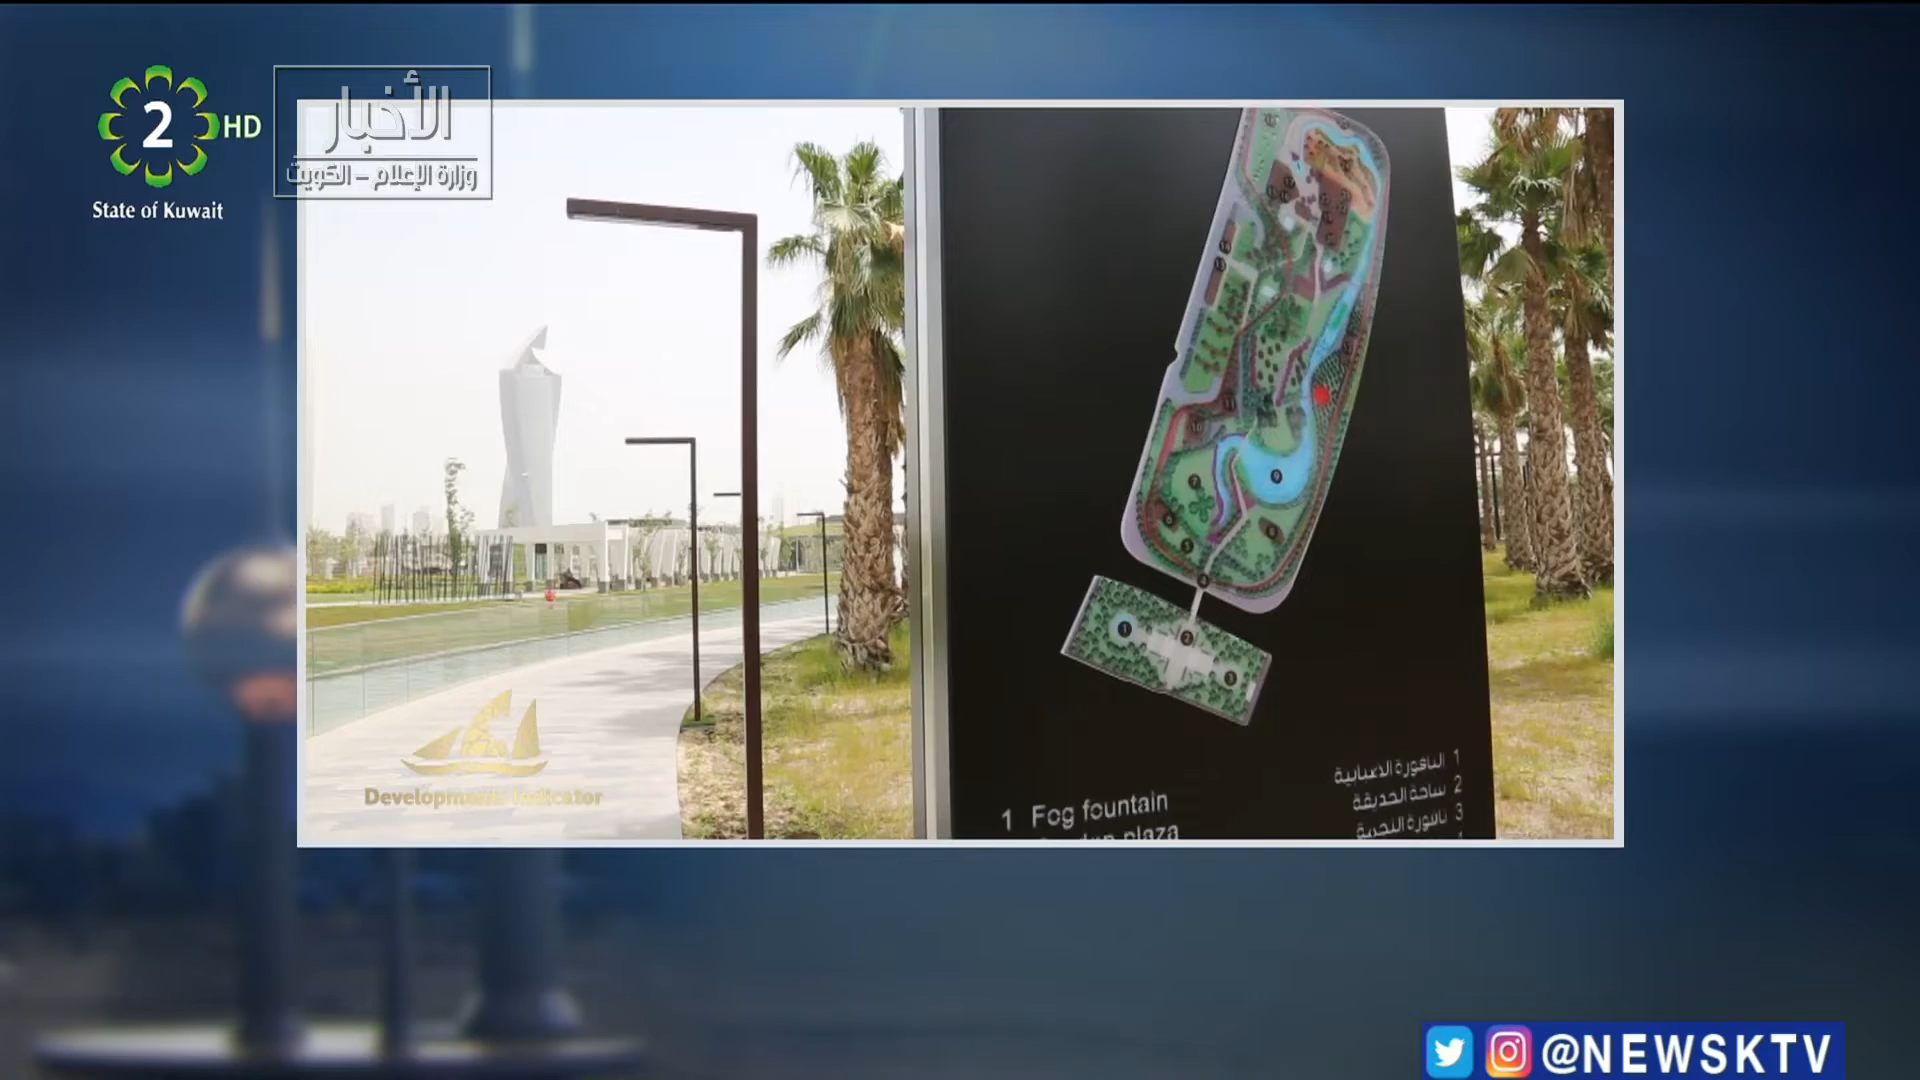 2 HD
State of Kuwait
الأخبار
وزارة الإعلام - الكويت
Development Indicator
1 Fog fountain
plaza
1 النافورة الضبابية
2 ساحة الحديقة
3 نافورة التحية
@NEWSKTV